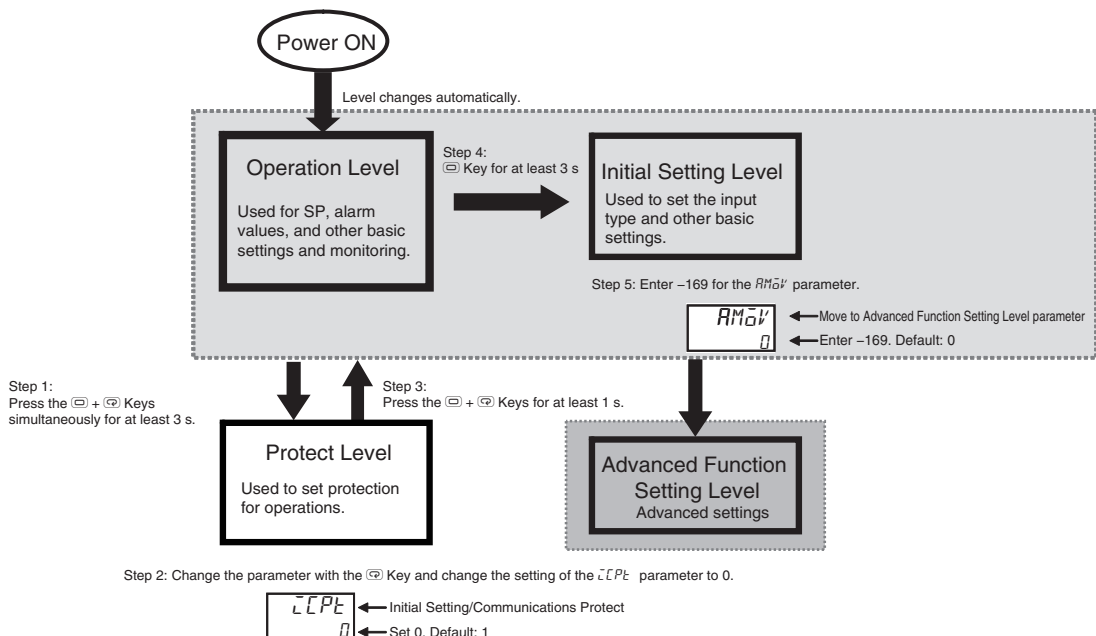 Power ON
Level changes automatically.
Operation Level
Used for SP, alarm
values, and other basic
settings and monitoring.
Step 4:
Key for at least 3 s
Initial Setting Level
Used to set the input
type and other basic
settings.
Step 5: Enter −169 for the AMoV parameter.
AMoV
Move to Advanced Function Setting Level parameter
0
Enter −169. Default: 0
Step 1:
Press the + Keys
simultaneously for at least 3 s.
Step 3:
Press the + Keys for at least 1 s.
Protect Level
Used to set protection
for operations.
Advanced Function
Setting Level
Advanced settings
Step 2: Change the parameter with the Key and change the setting of the iCPt parameter to 0.
iCPt
Initial Setting/Communications Protect
0
Set 0. Default: 1